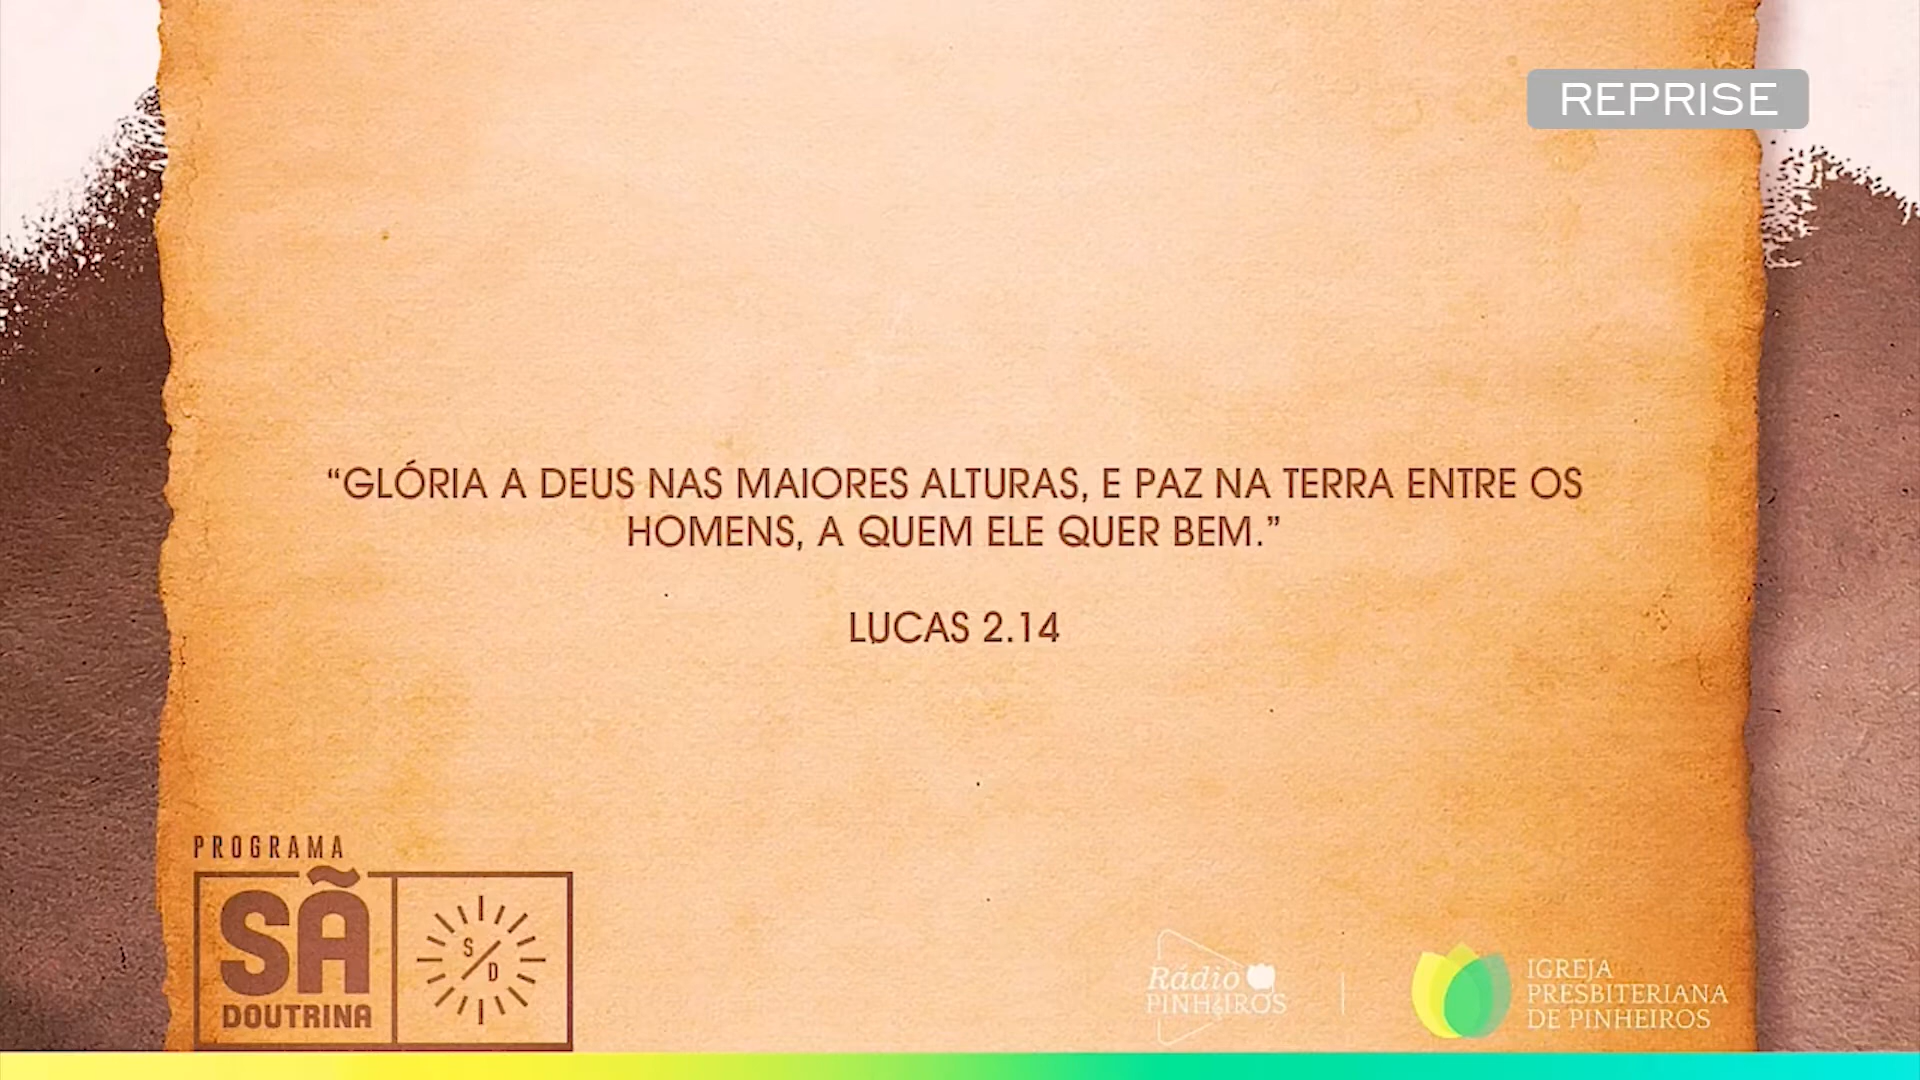 REPRISE
“GLÓRIA A DEUS NAS MAIORES ALTURAS, E PAZ NA TERRA ENTRE OS
HOMENS, A QUEM ELE QUER BEM.”
LUCAS 2.14
PROGRAMA
SÃ
DOUTRINA
S/D
Rádio
PINHEIROS
IGREJA
PRESBITERIANA
DE PINHEIROS